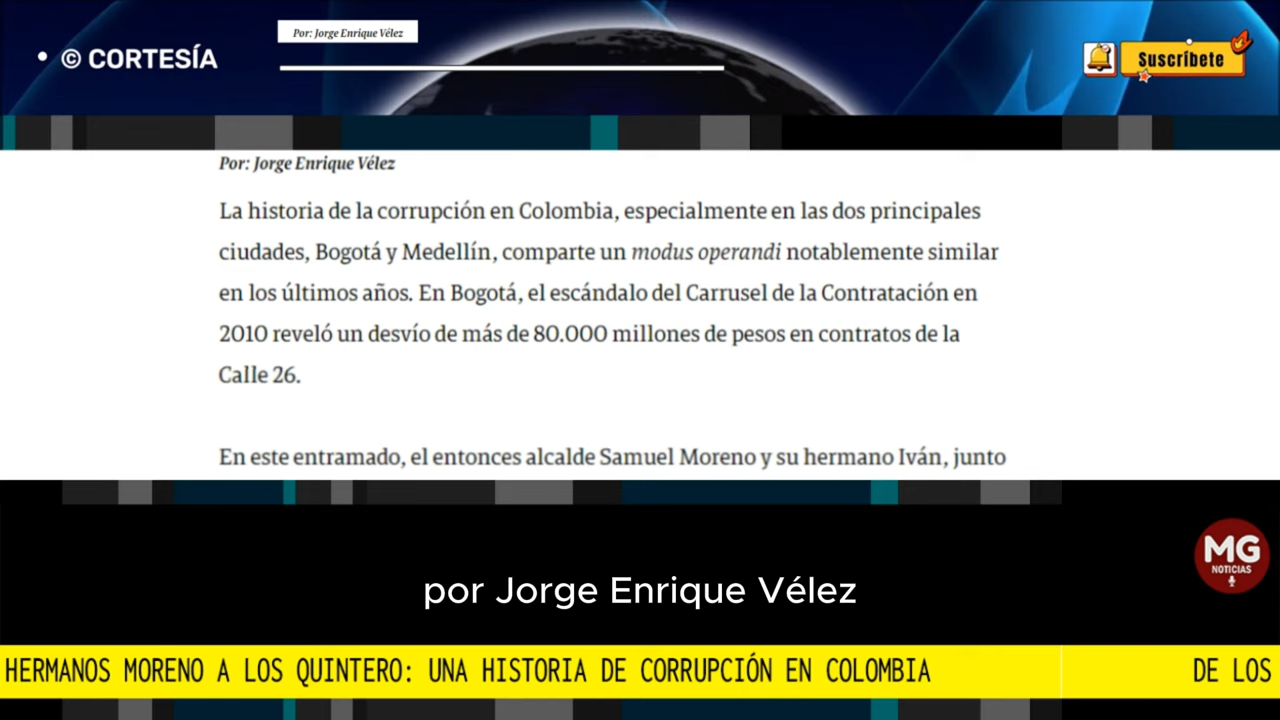 Por: Jorge Enrique Vélez
• © CORTESÍA
Suscríbete
Por: Jorge Enrique Vélez
La historia de la corrupción en Colombia, especialmente en las dos principales
ciudades, Bogotá y Medellín, comparte un modus operandi notablemente similar
en los últimos años. En Bogotá, el escándalo del Carrusel de la Contratación en
2010 reveló un desvío de más de 80.000 millones de pesos en contratos de la
Calle 26.
En este entramado, el entonces alcalde Samuel Moreno y su hermano Iván, junto
MG
NOTICIAS
por Jorge Enrique Vélez
HERMANOS MORENO A LOS QUINTERO: UNA HISTORIA DE CORRUPCIÓN EN COLOMBIA DE LOS